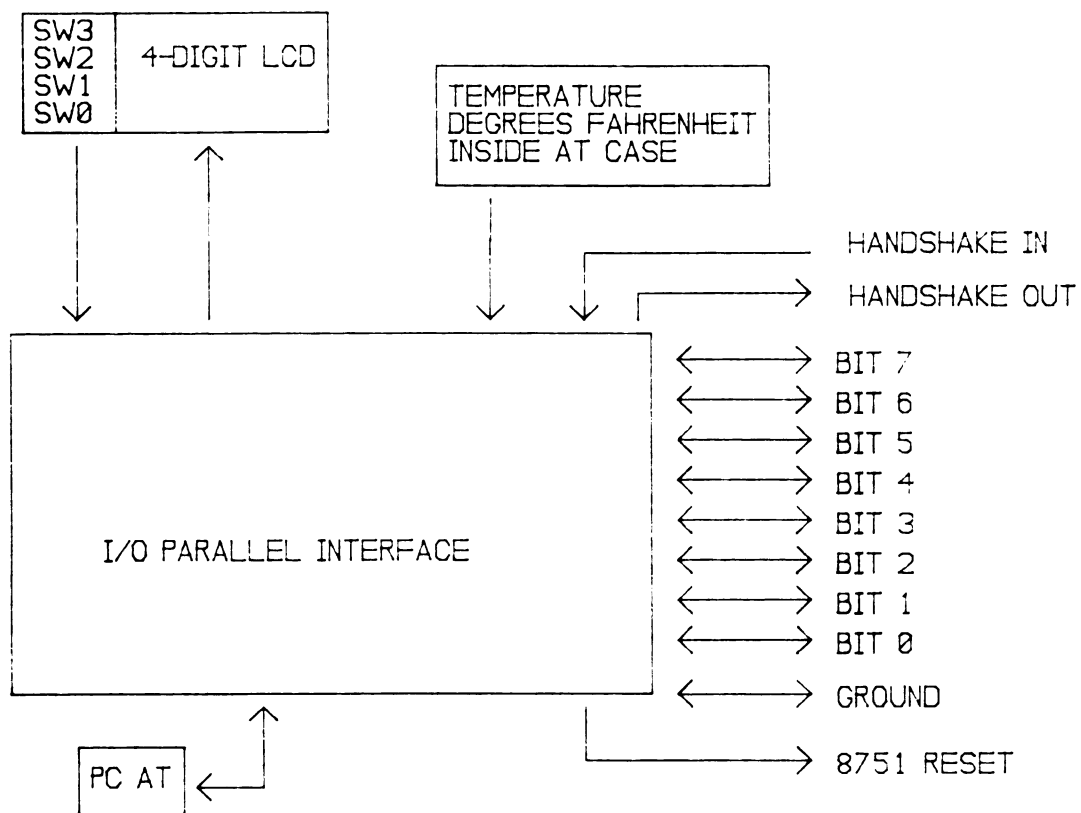 SW3
SW2
SW1
SW0
4-DIGIT LCD
TEMPERATURE
DEGREES FAHRENHEIT
INSIDE AT CASE
HANDSHAKE IN
HANDSHAKE OUT
BIT 7
BIT 6
BIT 5
BIT 4
BIT 3
BIT 2
BIT 1
BIT 0
I/O PARALLEL INTERFACE
GROUND
8751 RESET
PC AT